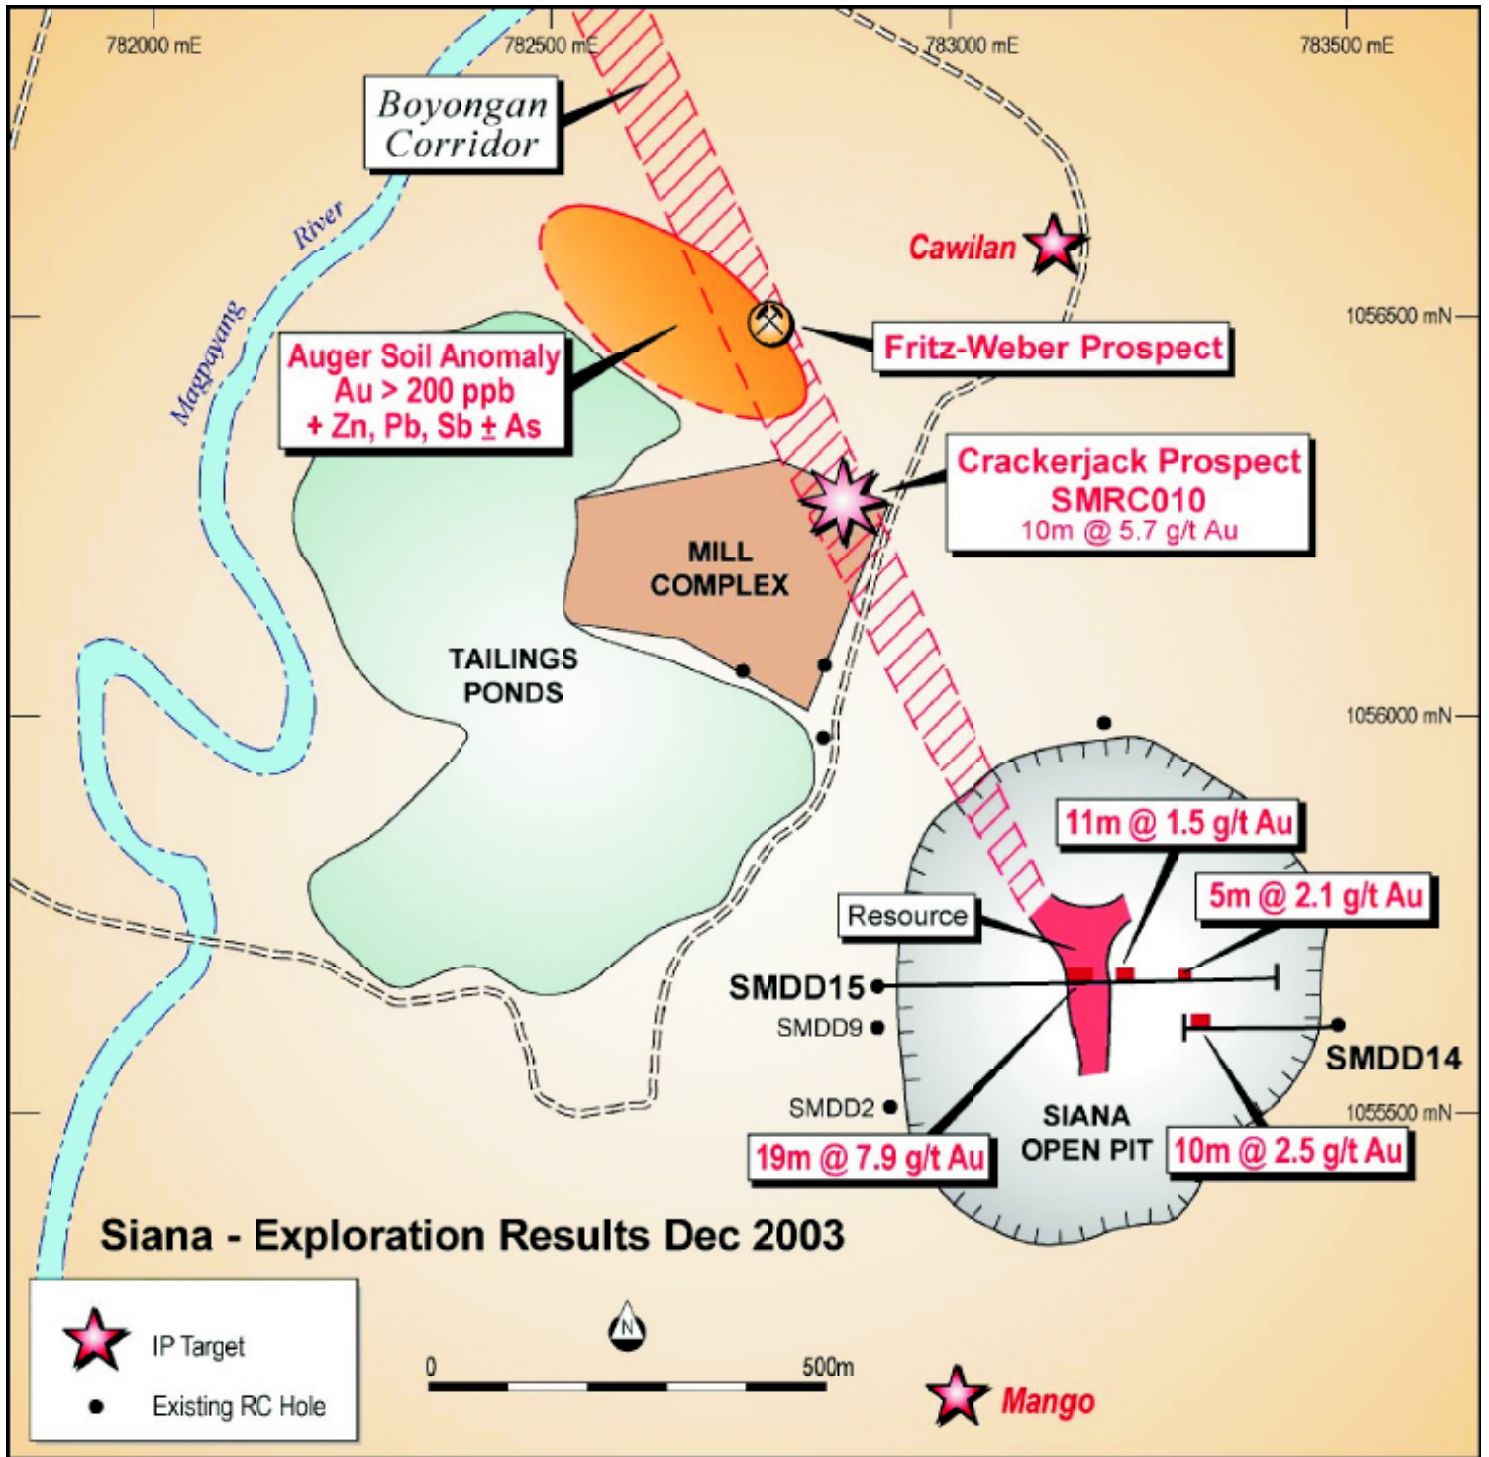 782000 mE
782500 mE
783000 mE
783500 mE
Boyongan
Corridor
River
Magpayang
Cawilan
1056500 mN
Fritz-Weber Prospect
Auger Soil Anomaly
Au > 200 ppb
+ Zn, Pb, Sb ± As
Crackerjack Prospect
SMRC010
10m @ 5.7 g/t Au
MILL
COMPLEX
TAILINGS
PONDS
1056000 mN
11m @ 1.5 g/t Au
5m @ 2.1 g/t Au
Resource
SMDD15
SMDD9
SMDD14
SMDD2
SIANA
OPEN PIT
1055500 mN
19m @ 7.9 g/t Au
10m @ 2.5 g/t Au
Siana - Exploration Results Dec 2003
IP Target
Existing RC Hole
N
0
500m
Mango